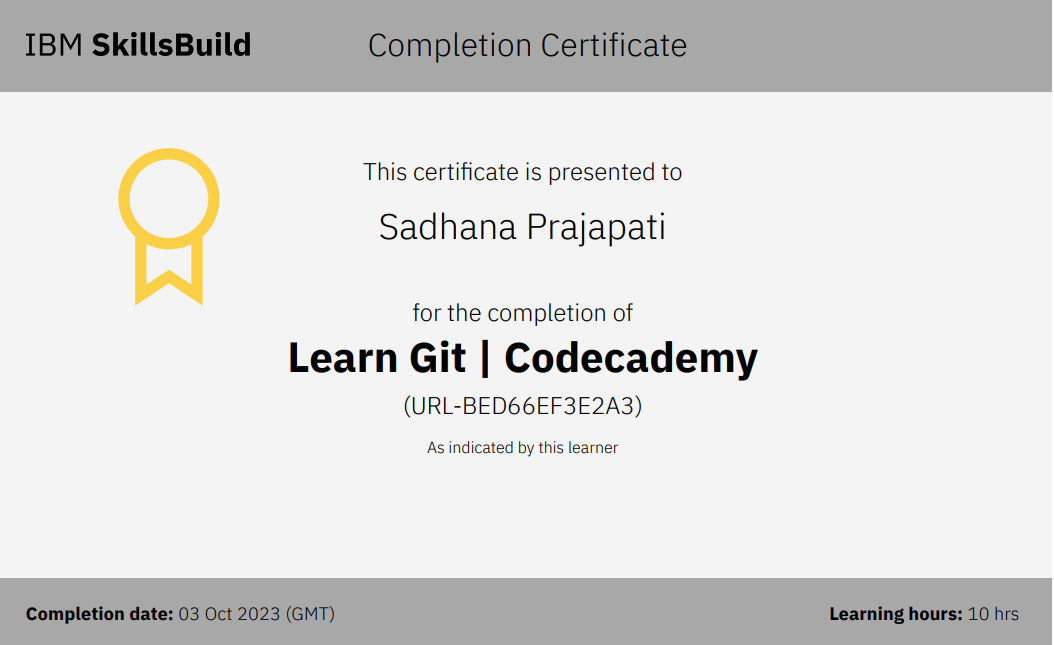 IBM SkillsBuild
Completion Certificate
This certificate is presented to
Sadhana Prajapati
for the completion of
Learn Git | Codecademy
(URL-BED66EF3E2A3)
As indicated by this learner
Completion date: 03 Oct 2023 (GMT)
Learning hours: 10 hrs